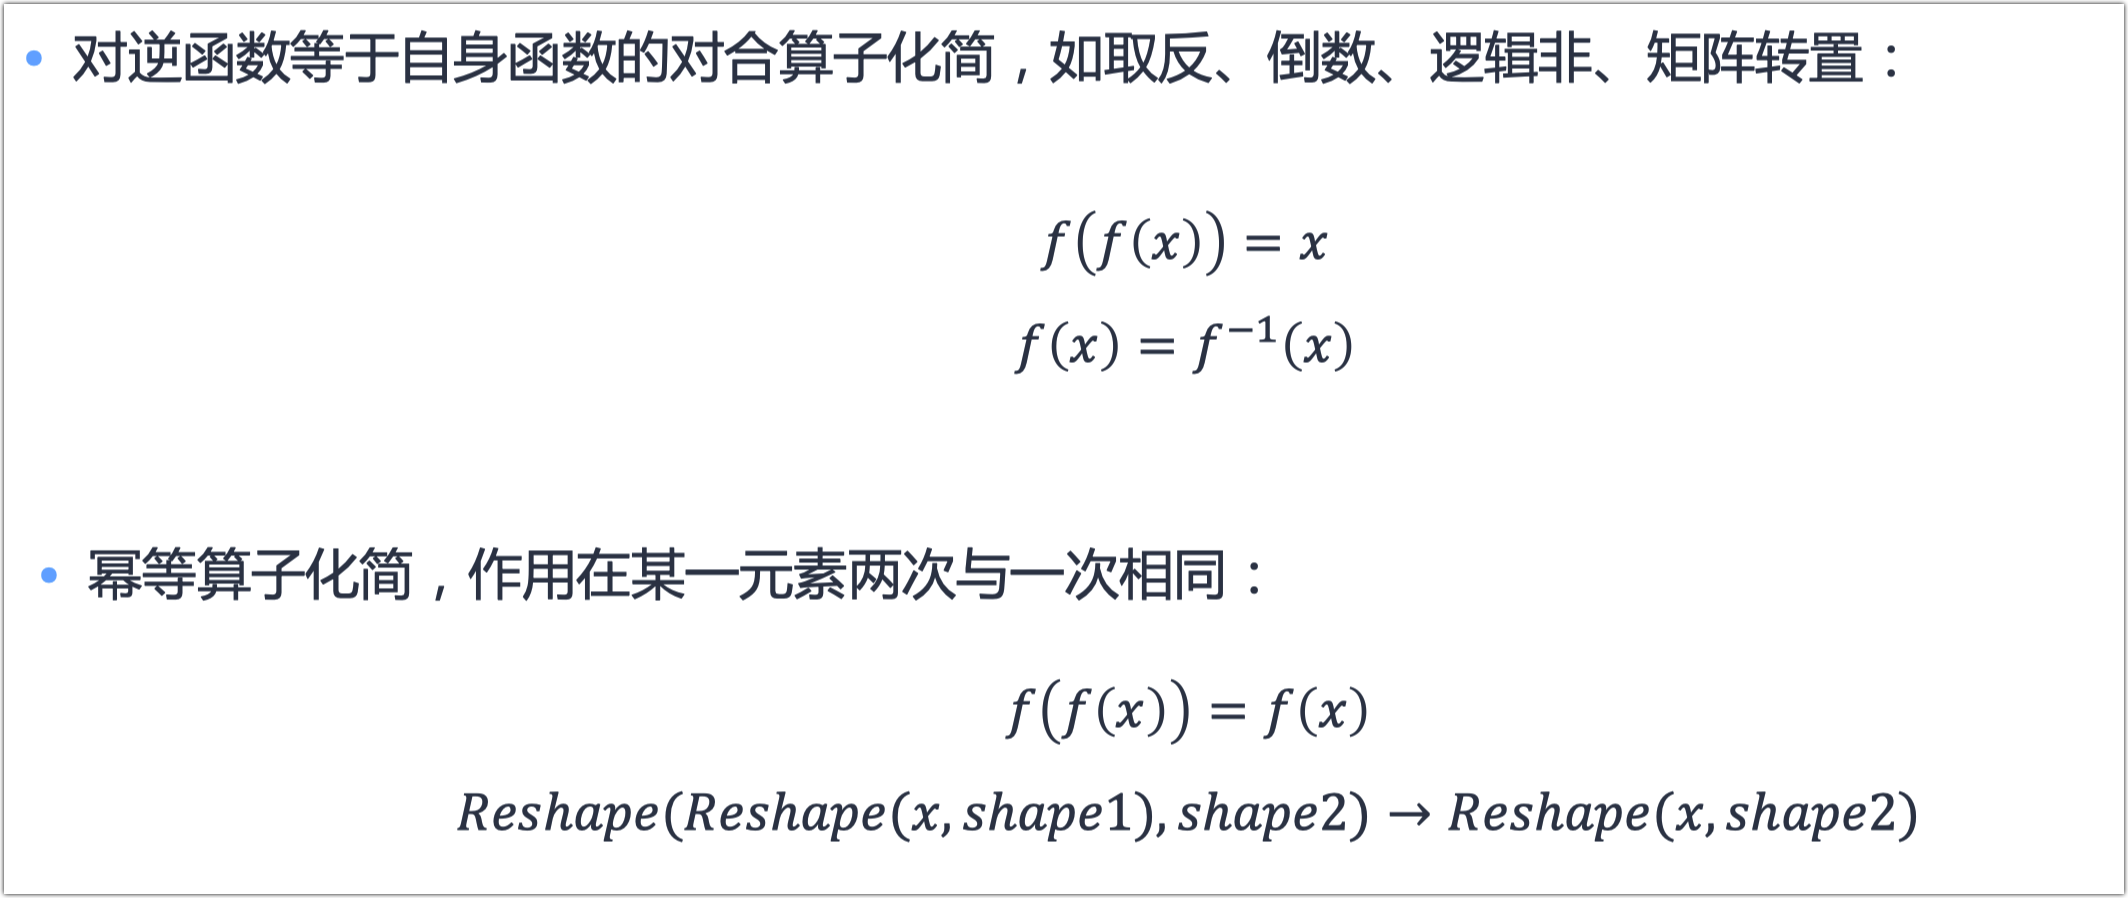 • 对逆函数等于自身函数的对合算子化简，如取反、倒数、逻辑非、矩阵转置：
f(f(x)) = x
f(x) = f⁻¹(x)
• 幂等算子化简，作用在某一元素两次与一次相同：
f(f(x)) = f(x)
Reshape(Reshape(x, shape1), shape2) → Reshape(x, shape2)